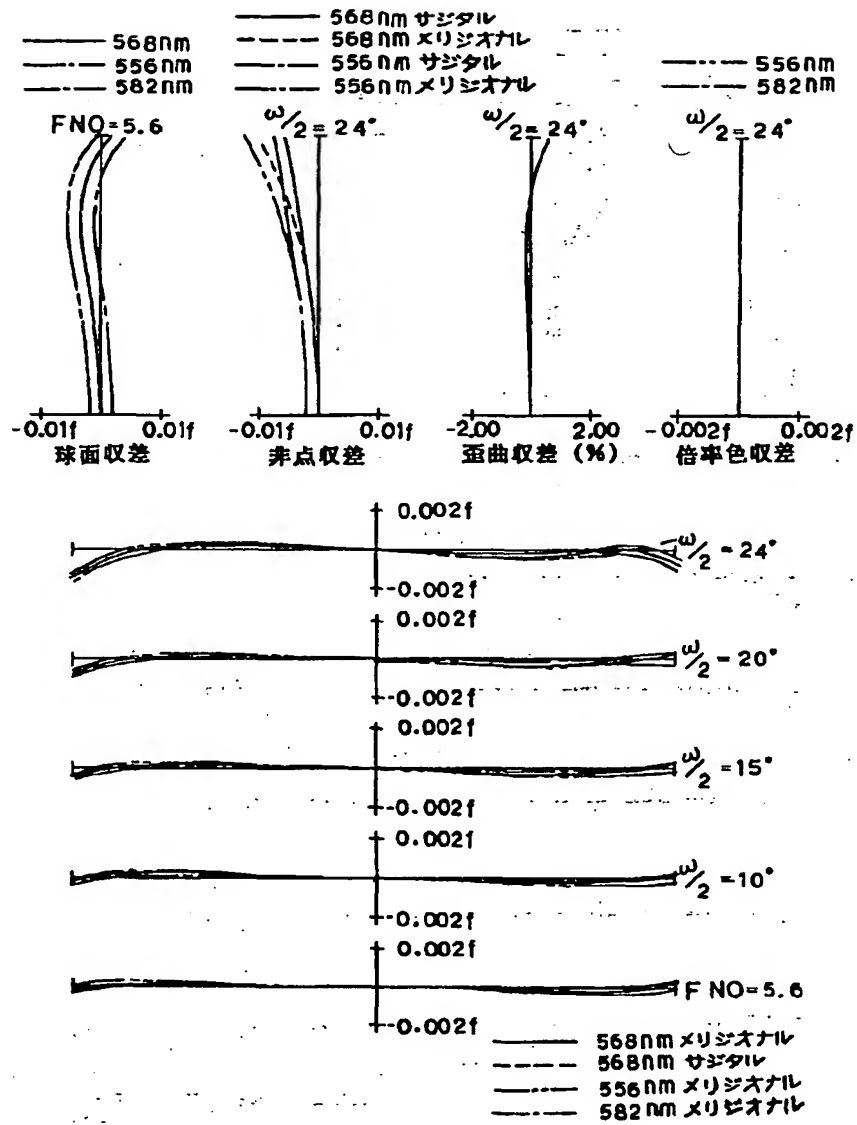 568nm
556nm
582nm
568nm サジタル
568nm メリジオナル
556nm サジタル
556nm メリジオナル
556nm
582nm
FNO=5.6
ω/2=24°
ω/2=24°
ω/2=24°
-0.01f 0.01f
球面収差
-0.01f 0.01f
非点収差
-2.00 2.00
歪曲収差 (%)
-0.002f 0.002f
倍率色収差
0.002f
ω/2=24°
-0.002f
0.002f
ω/2=20°
-0.002f
0.002f
ω/2=15°
-0.002f
0.002f
ω/2=10°
-0.002f
0.002f
FNO=5.6
-0.002f
568nm メリジオナル
568nm サジタル
556nm メリジオナル
582nm メリジオナル